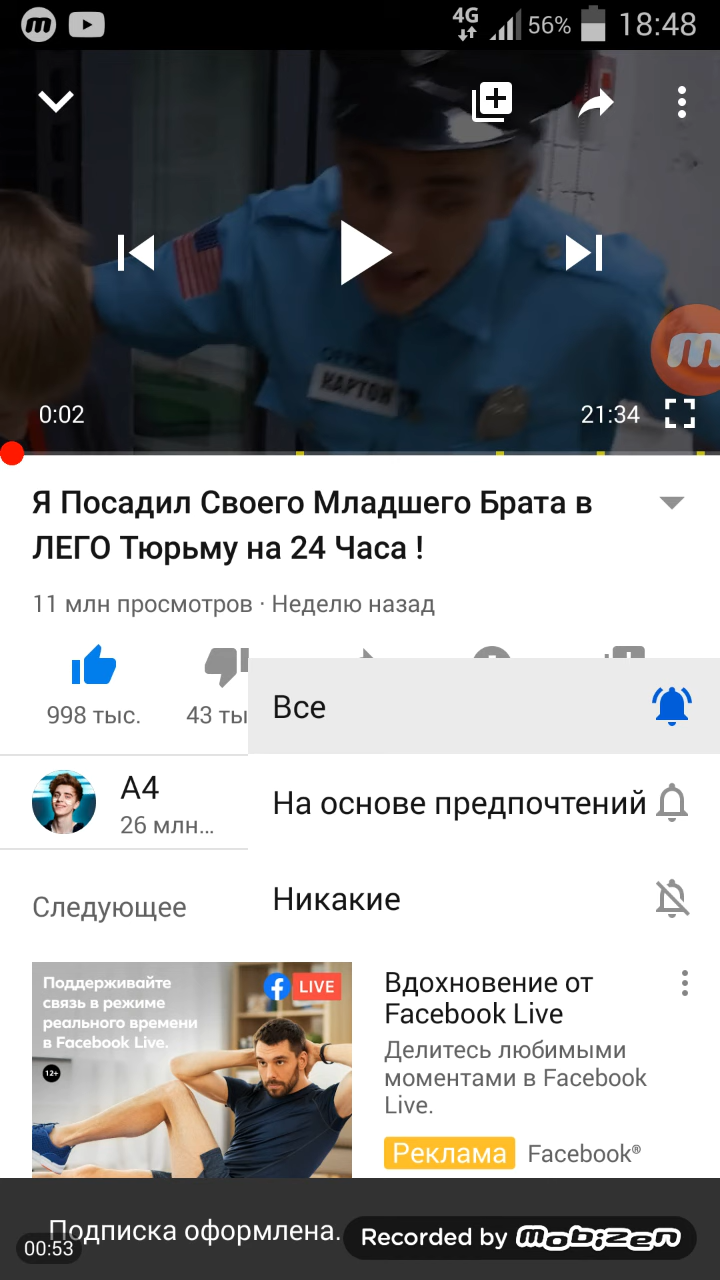 4G
56%
18:48
КАРТОН
0:02
21:34
Я Посадил Своего Младшего Брата в
ЛЕГО Тюрьму на 24 Часа !
11 млн просмотров · Неделю назад
998 тыс.
43 ты
Все
A4
26 млн...
На основе предпочтений
Никакие
Следующее
Поддерживайте
связь в режиме
реального времени
в Facebook Live.
LIVE
12+
Вдохновение от
Facebook Live
Делитесь любимыми
моментами в Facebook
Live.
Реклама
Facebook®
Подписка оформлена.
00:53
Recorded by mobizen